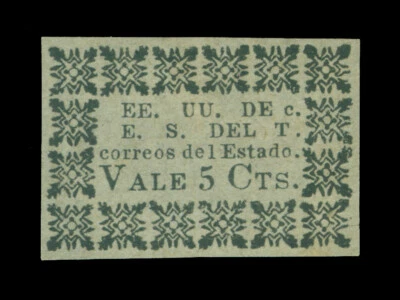 EE. UU. DE c.
E. S. DEL T.
correos del Estado.
VALE 5 CTS.